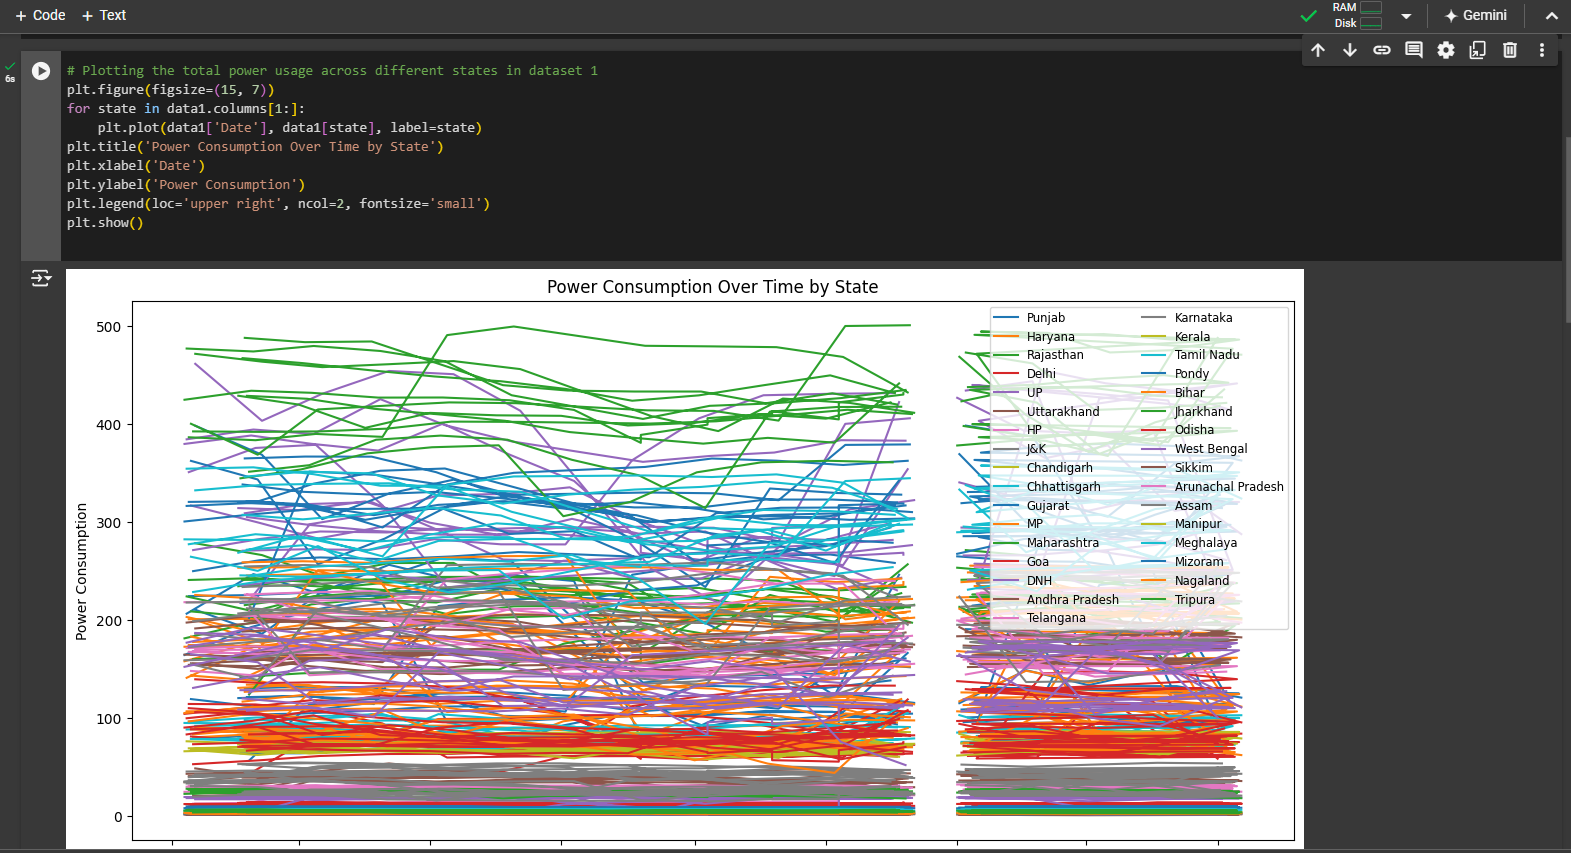 + Code + Text
RAM
Disk
Gemini
6s
# Plotting the total power usage across different states in dataset 1
plt.figure(figsize=(15, 7))
for state in data1.columns[1:]:
    plt.plot(data1['Date'], data1[state], label=state)
plt.title('Power Consumption Over Time by State')
plt.xlabel('Date')
plt.ylabel('Power Consumption')
plt.legend(loc='upper right', ncol=2, fontsize='small')
plt.show()
Power Consumption Over Time by State
Power Consumption
500
400
300
200
100
0
Punjab
Haryana
Rajasthan
Delhi
UP
Uttarakhand
HP
J&K
Chandigarh
Chhattisgarh
Gujarat
MP
Maharashtra
Goa
DNH
Andhra Pradesh
Telangana
Karnataka
Kerala
Tamil Nadu
Pondy
Bihar
Jharkhand
Odisha
West Bengal
Sikkim
Arunachal Pradesh
Assam
Manipur
Meghalaya
Mizoram
Nagaland
Tripura